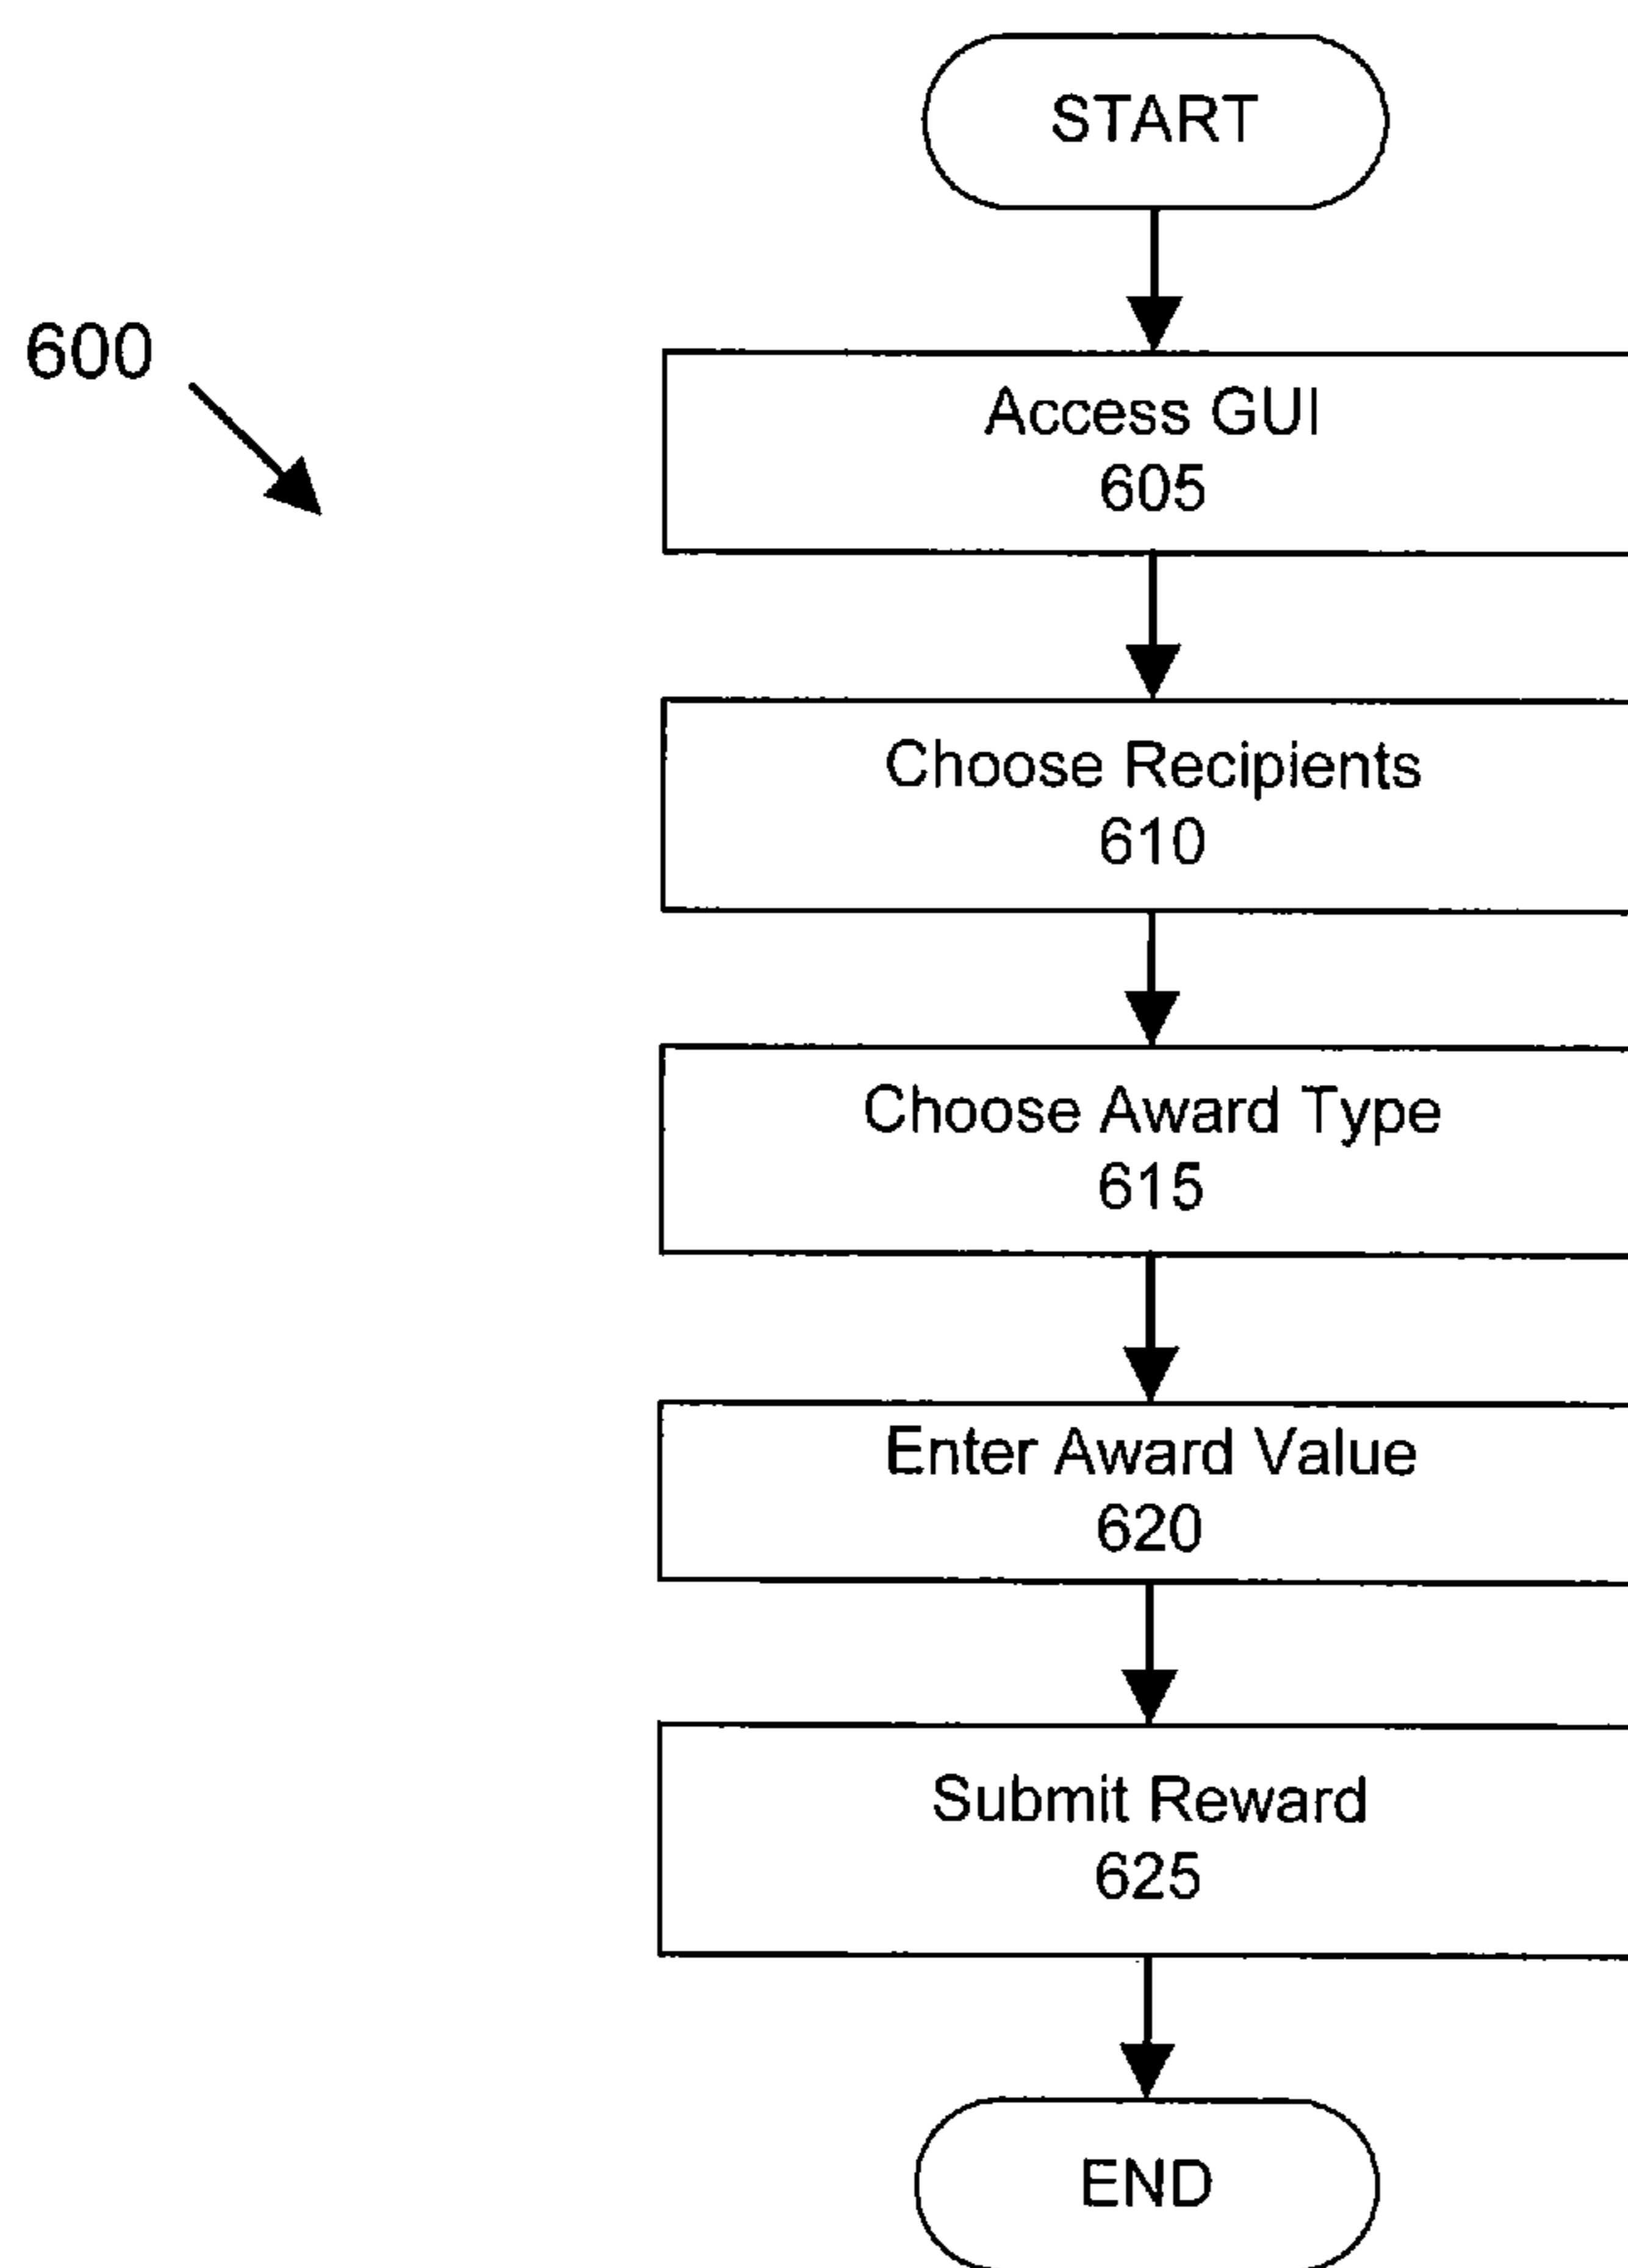 START
600
Access GUI
605
Choose Recipients
610
Choose Award Type
615
Enter Award Value
620
Submit Reward
625
END